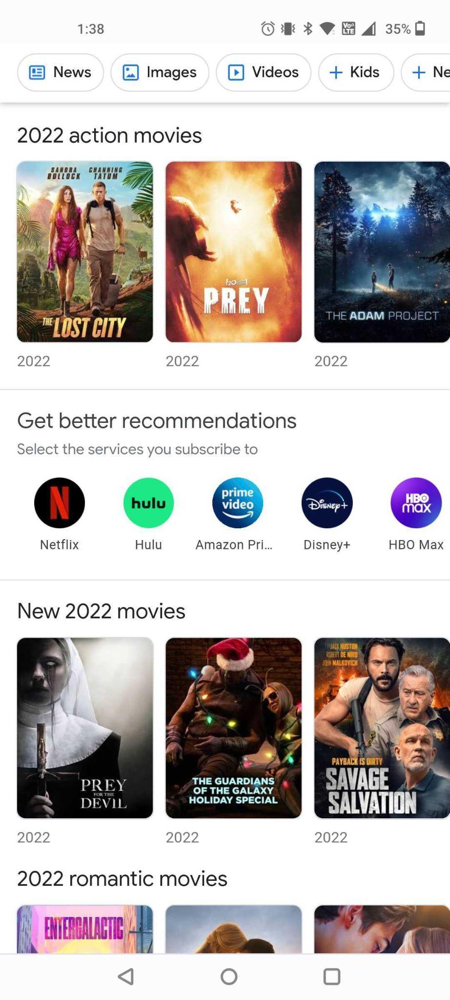 1:38
Vo))
LTE
35%
News
Images
Videos
Kids
Ne
2022 action movies
SANDRA BULLOCK
CHANNING TATUM
THE LOST CITY
20
PREY
THE ADAM PROJECT
2022
2022
2022
Get better recommendations
Select the services you subscribe to
N
hulu
prime video
Disney+
HBO max
Netflix
Hulu
Amazon Pri...
Disney+
HBO Max
New 2022 movies
PREY
FOR THE
DEVIL
THE GUARDIANS
OF THE GALAXY
HOLIDAY SPECIAL
JACK HUSTON
ROBERT DE NIRO
JOHN MALKOVICH
PAYBACK IS DIRTY
SAVAGE
SALVATION
2022
2022
2022
2022 romantic movies
ENTERGALACTIC